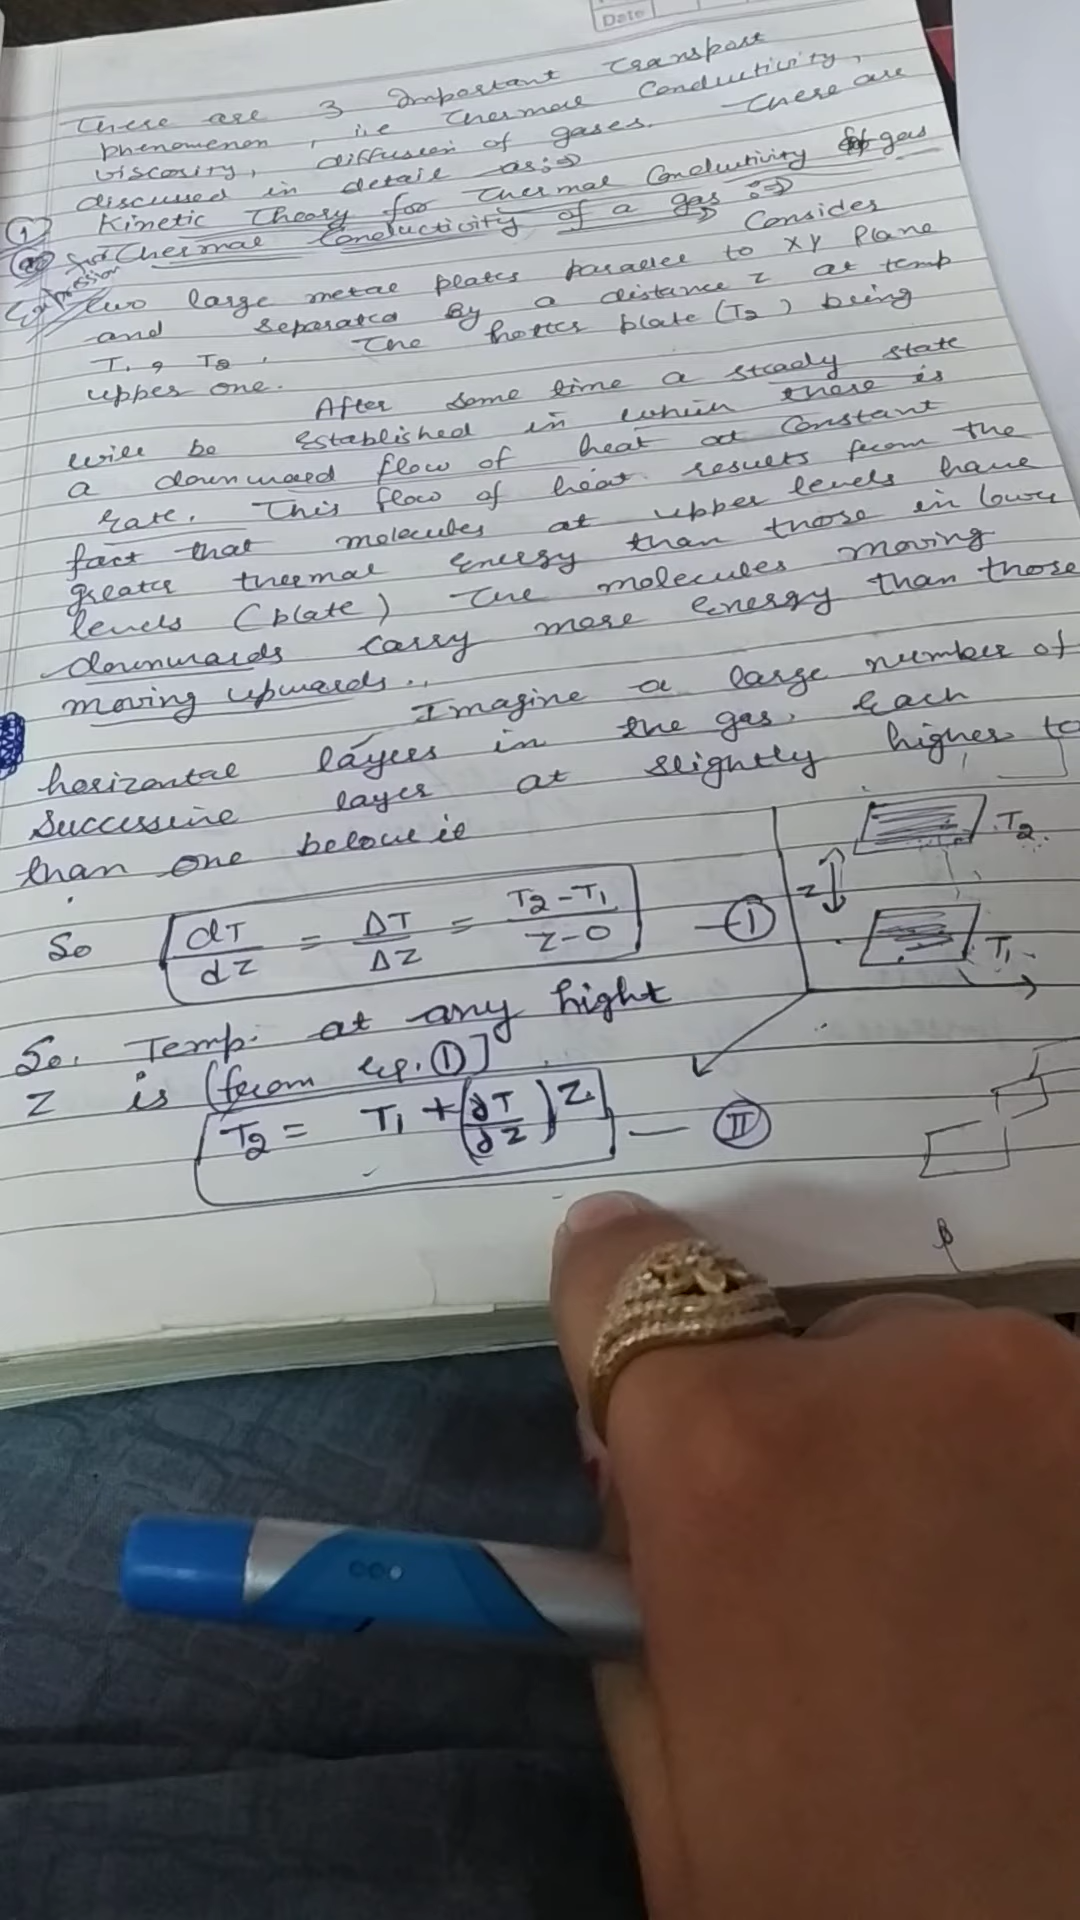 Date
There are 3 Important transport
phenomenon, i.e thermal Conductivity,
viscosity, diffusion of gases. These are
discussed in detail as:⇒
① Kinetic Theory for Thermal Conductivity of gas
for Thermal Conductivity of a gas :⇒ Consider
Expression
two large metal plates parallel to XY Plane
and separated By a distance z at temp
T1, T2. The hotter plate (T2) being
upper one.
After some time a steady state
will be established in which there is
a downward flow of heat at Constant
rate. This flow of heat results from the
fact that molecules at upper levels have
greater thermal energy than those in lower
levels (plate) The molecules moving
downwards carry more energy than those
moving upwards.
Imagine a large number of
horizontal layers in the gas. Each
Successive layer at slightly higher to
than one below it
So dT/dZ = ΔT/ΔZ = T2-T1/Z-0 — Ⓘ
T2
Z
T1
So. Temp. at any hight
Z is [from eq. ①]
T2 = T1 + (∂T/∂Z) Z — Ⓘ Ⓘ